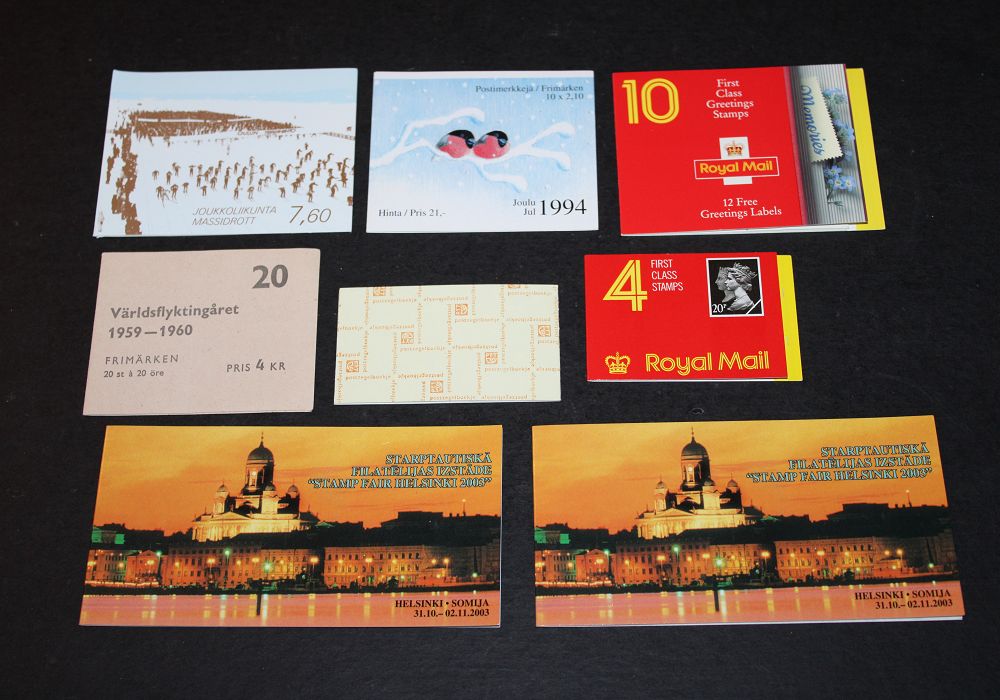 JOUKKOLIIKUNTA
MASSIDROTT
7,60
Postimerkkejä / Frimärken
10 x 2,10
Hinta / Pris 21,-
Joulu
Jul 1994
10
First
Class
Greetings
Stamps
Royal Mail
12 Free
Greetings Labels
Memories
20
Världsflyktingåret
1959—1960
FRIMÄRKEN
20 st à 20 öre
PRIS 4 KR
postzegelboekje
4
FIRST
CLASS
STAMPS
20P
Royal Mail
STARPTAUTISKĀ
FILATĒLIJAS IZSTĀDE
"STAMP FAIR HELSINKI 2003"
HELSINKI • SOMIJA
31.10.– 02.11.2003
STARPTAUTISKĀ
FILATĒLIJAS IZSTĀDE
"STAMP FAIR HELSINKI 2003"
HELSINKI • SOMIJA
31.10.– 02.11.2003